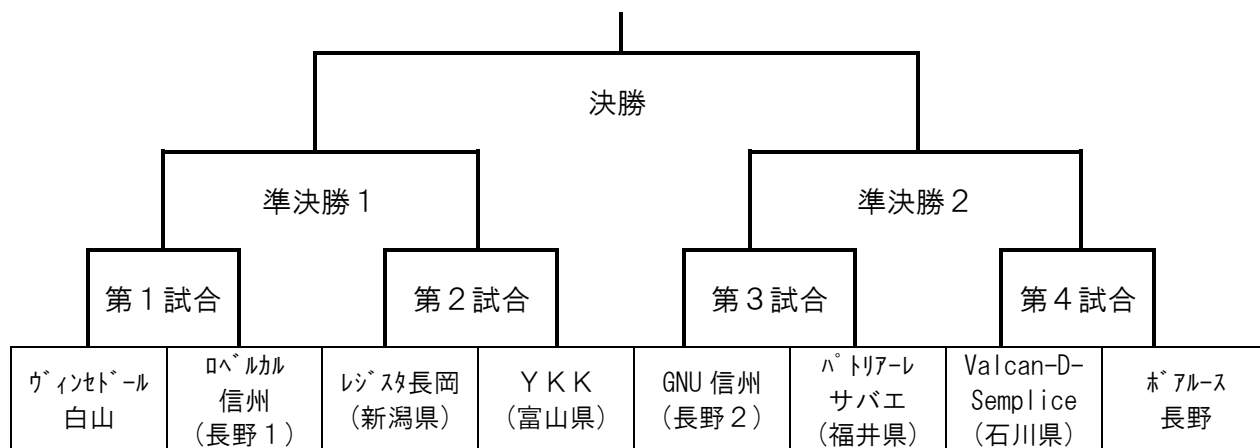 決勝
準決勝１
準決勝２
第１試合
第２試合
第３試合
第４試合
ｳﾞｨﾝｾﾄﾞｰﾙ
白山
ﾛﾍﾞﾙｶﾙ
信州
（長野１）
ﾚｼﾞｽﾀ長岡
（新潟県）
ＹＫＫ
（富山県）
GNU信州
（長野２）
ﾊﾟﾄﾘｱｰﾚ
サバエ
（福井県）
Valcan-D-
Semplice
（石川県）
ﾎﾞｱﾙｰｽ
長野